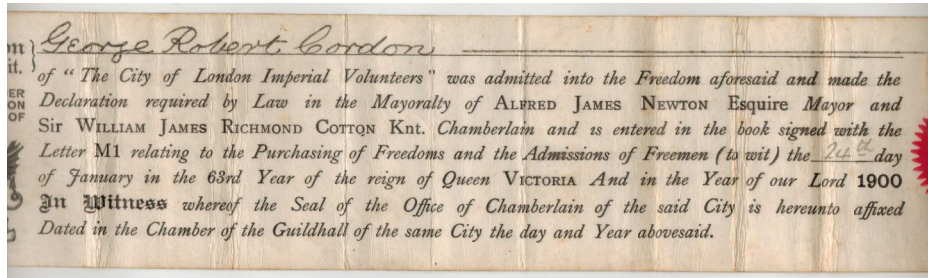 George Robert Cordon
of "The City of London Imperial Volunteers" was admitted into the Freedom aforesaid and made the
Declaration required by Law in the Mayoralty of ALFRED JAMES NEWTON Esquire Mayor and
Sir WILLIAM JAMES RICHMOND COTTON Knt. Chamberlain and is entered in the book signed with the
Letter M1 relating to the Purchasing of Freedoms and the Admissions of Freemen (to wit) the 24th day
of January in the 63rd Year of the reign of Queen VICTORIA And in the Year of our Lord 1900
In Witness whereof the Seal of the Office of Chamberlain of the said City is hereunto affixed
Dated in the Chamber of the Guildhall of the same City the day and Year abovesaid.